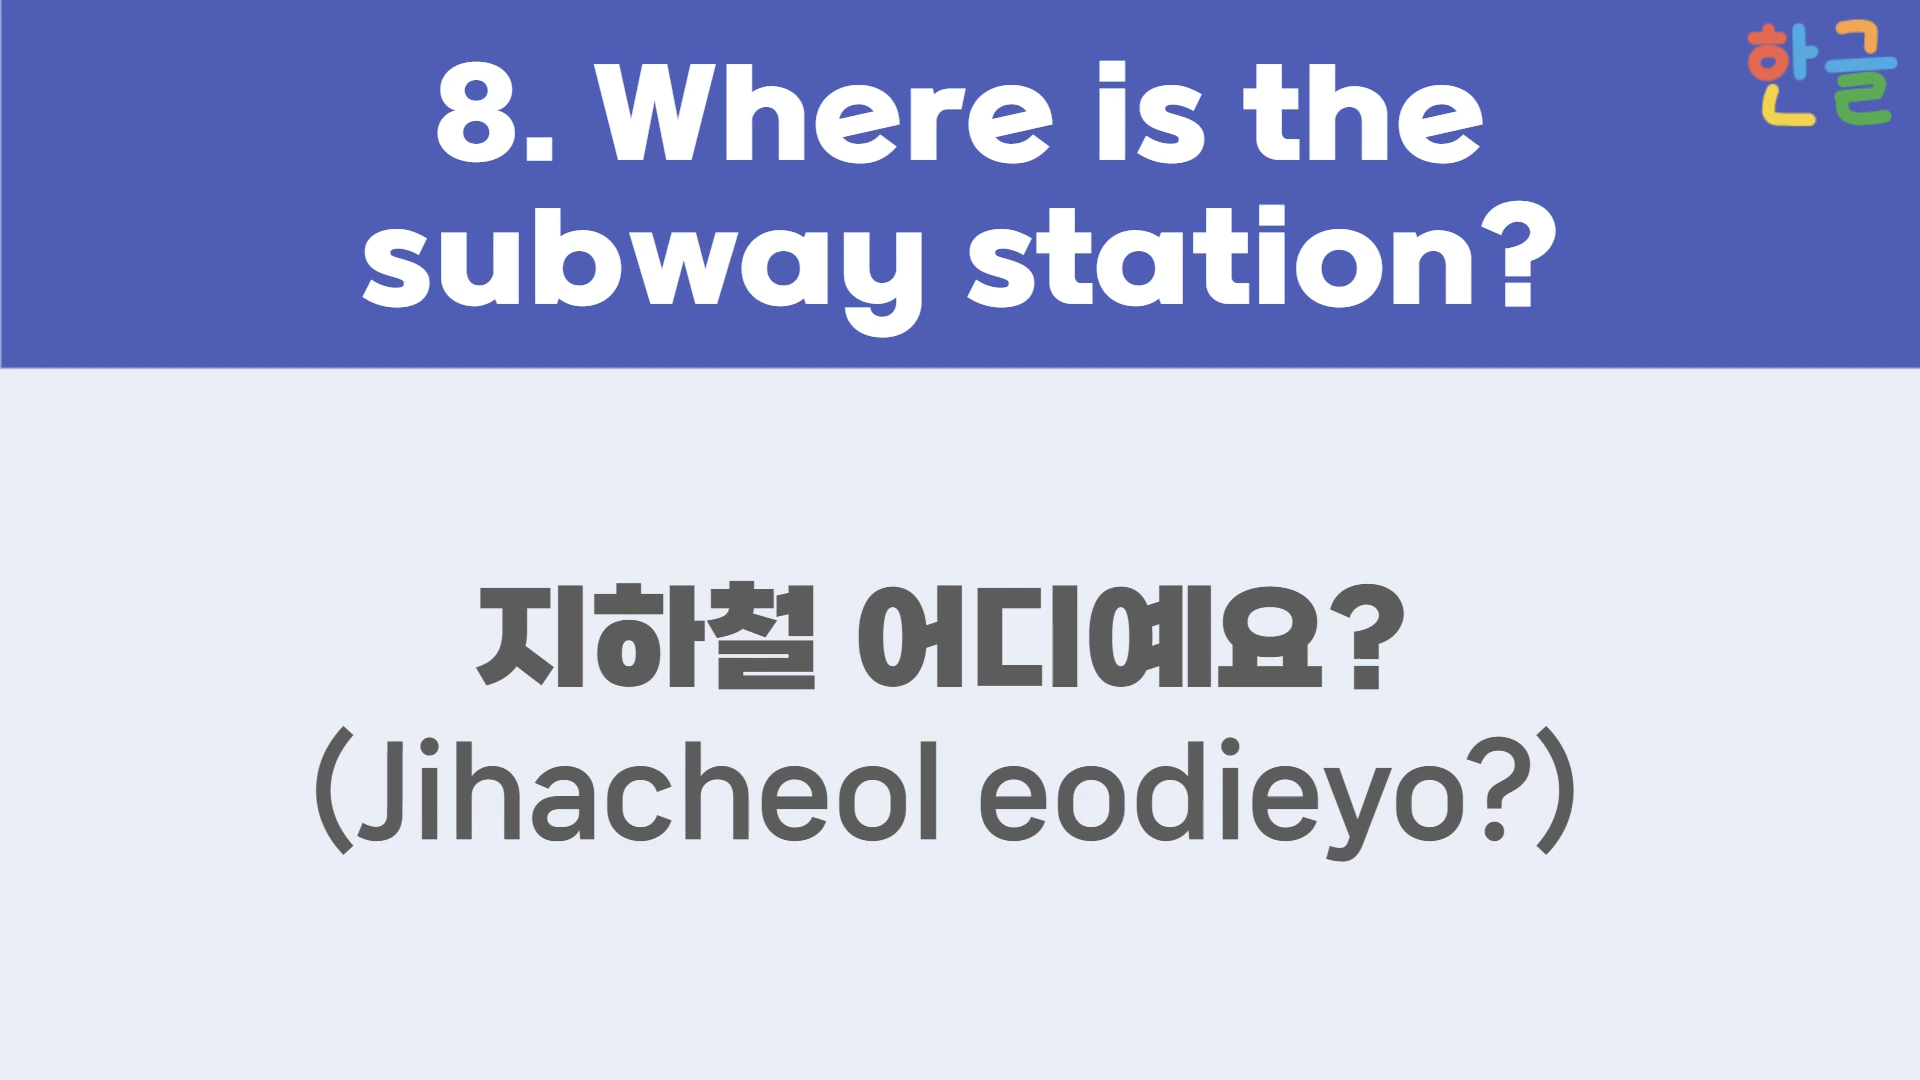 8. Where is the
subway station?
한글
지하철 어디예요?
(Jihacheol eodieyo?)